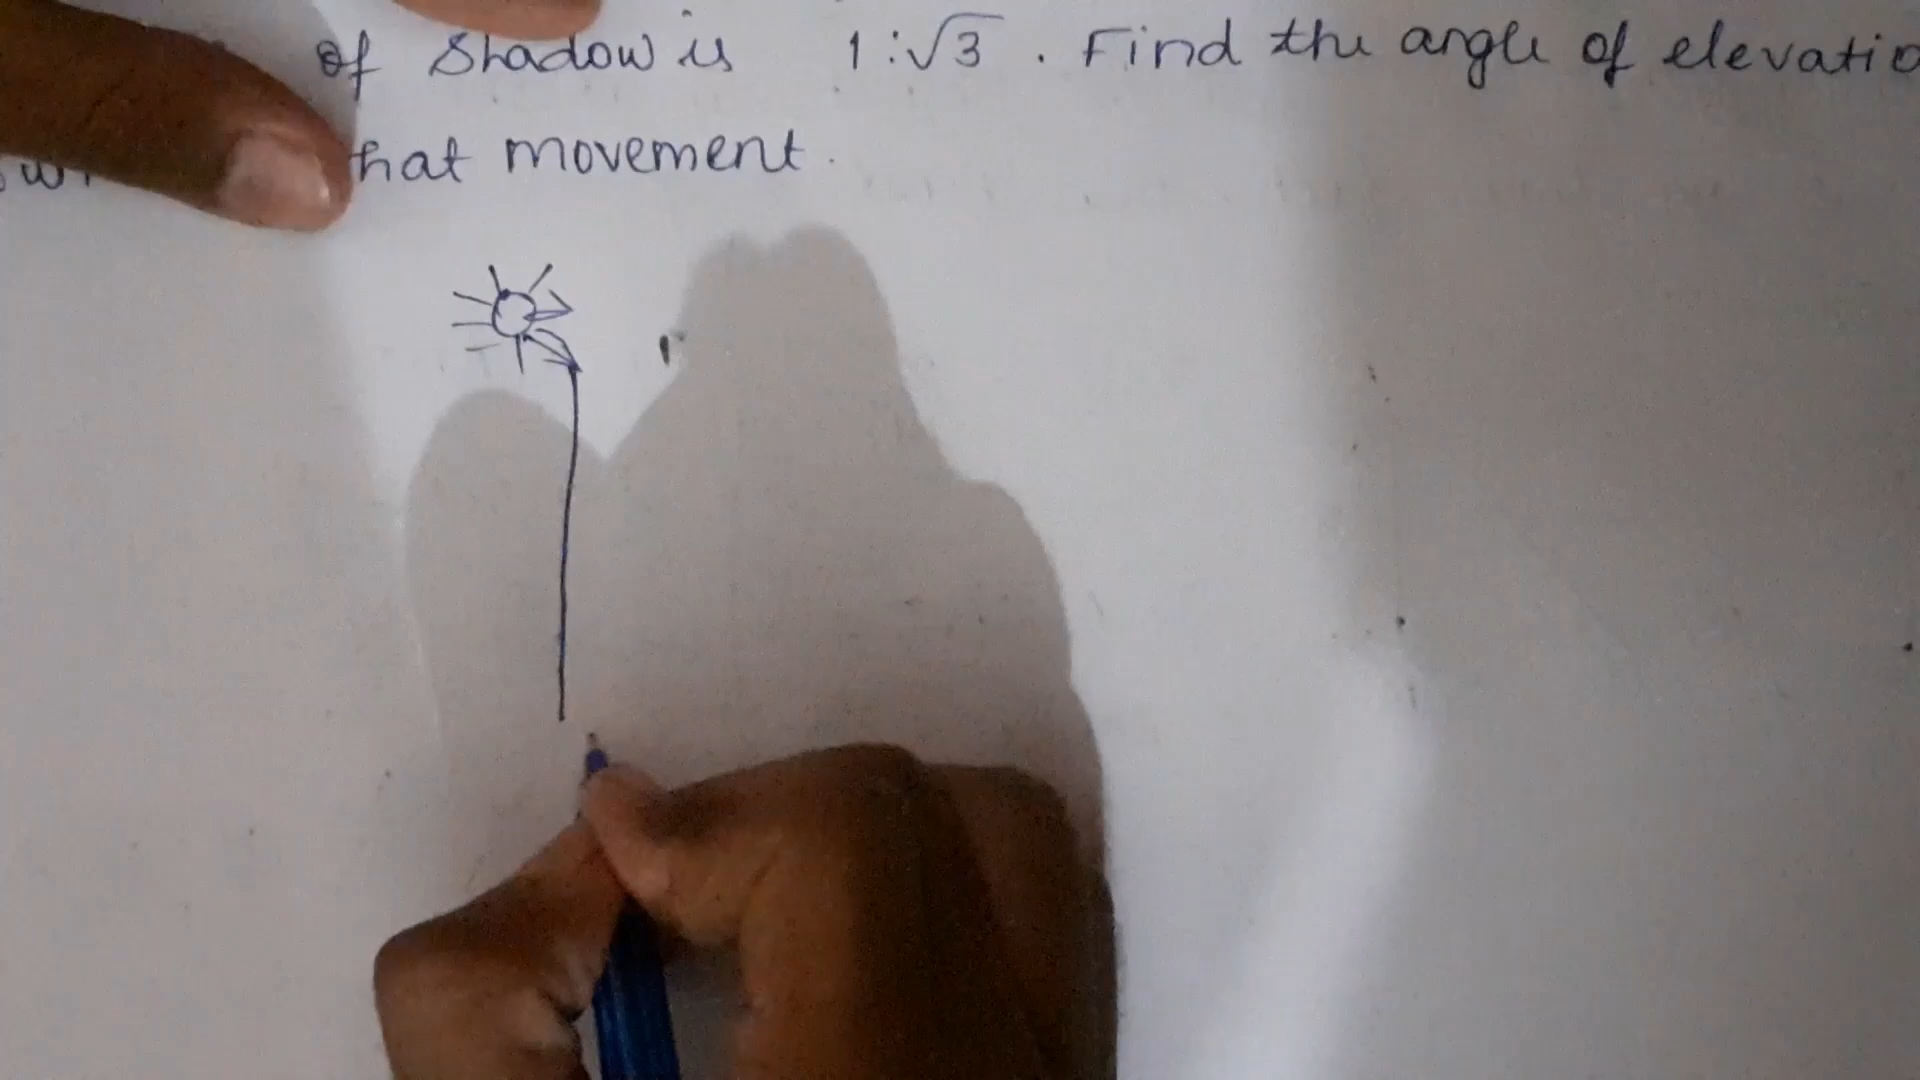 of shadow is 1:√3. Find the angle of elevatio
hat movement.